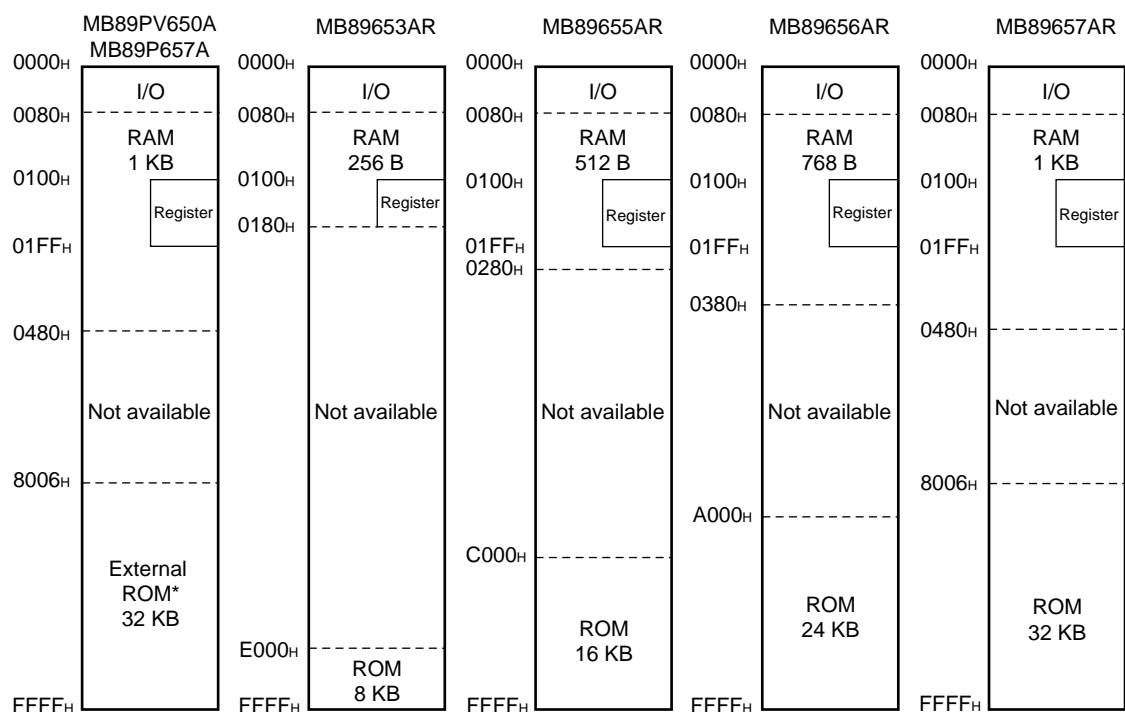 MB89PV650A
MB89P657A
0000H
I/O
0080H
RAM
1 KB
0100H
Register
01FFH
0480H
Not available
8006H
External
ROM*
32 KB
FFFFH
MB89653AR
0000H
I/O
0080H
RAM
256 B
0100H
Register
0180H
Not available
E000H
ROM
8 KB
FFFFH
MB89655AR
0000H
I/O
0080H
RAM
512 B
0100H
Register
01FFH
0280H
Not available
C000H
ROM
16 KB
FFFFH
MB89656AR
0000H
I/O
0080H
RAM
768 B
0100H
Register
01FFH
0380H
Not available
A000H
ROM
24 KB
FFFFH
MB89657AR
0000H
I/O
0080H
RAM
1 KB
0100H
Register
01FFH
0480H
Not available
8006H
ROM
32 KB
FFFFH